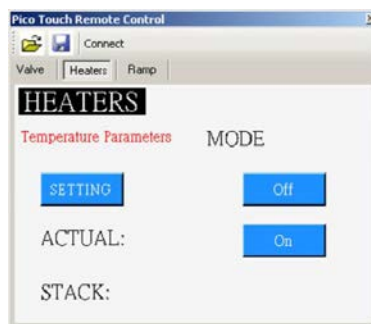 Pico Touch Remote Control
Connect
Valve Heaters Ramp
HEATERS
Temperature Parameters MODE
SETTING Off
ACTUAL: On
STACK: